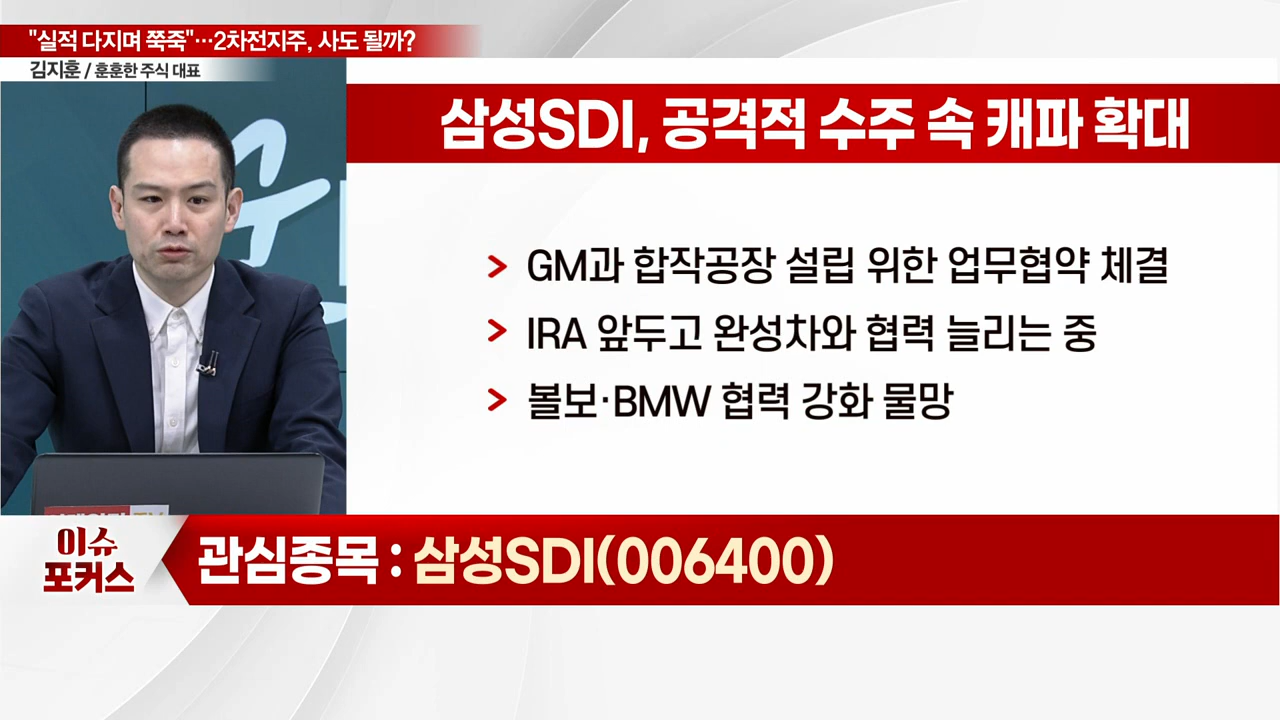 "실적 다지며 쭉죽"…2차전지주, 사도 될까?
김지훈 / 훈훈한 주식 대표
삼성SDI, 공격적 수주 속 캐파 확대
> GM과 합작공장 설립 위한 업무협약 체결
> IRA 앞두고 완성차와 협력 늘리는 중
> 볼보·BMW 협력 강화 물망
이슈
포커스
관심종목 : 삼성SDI(006400)